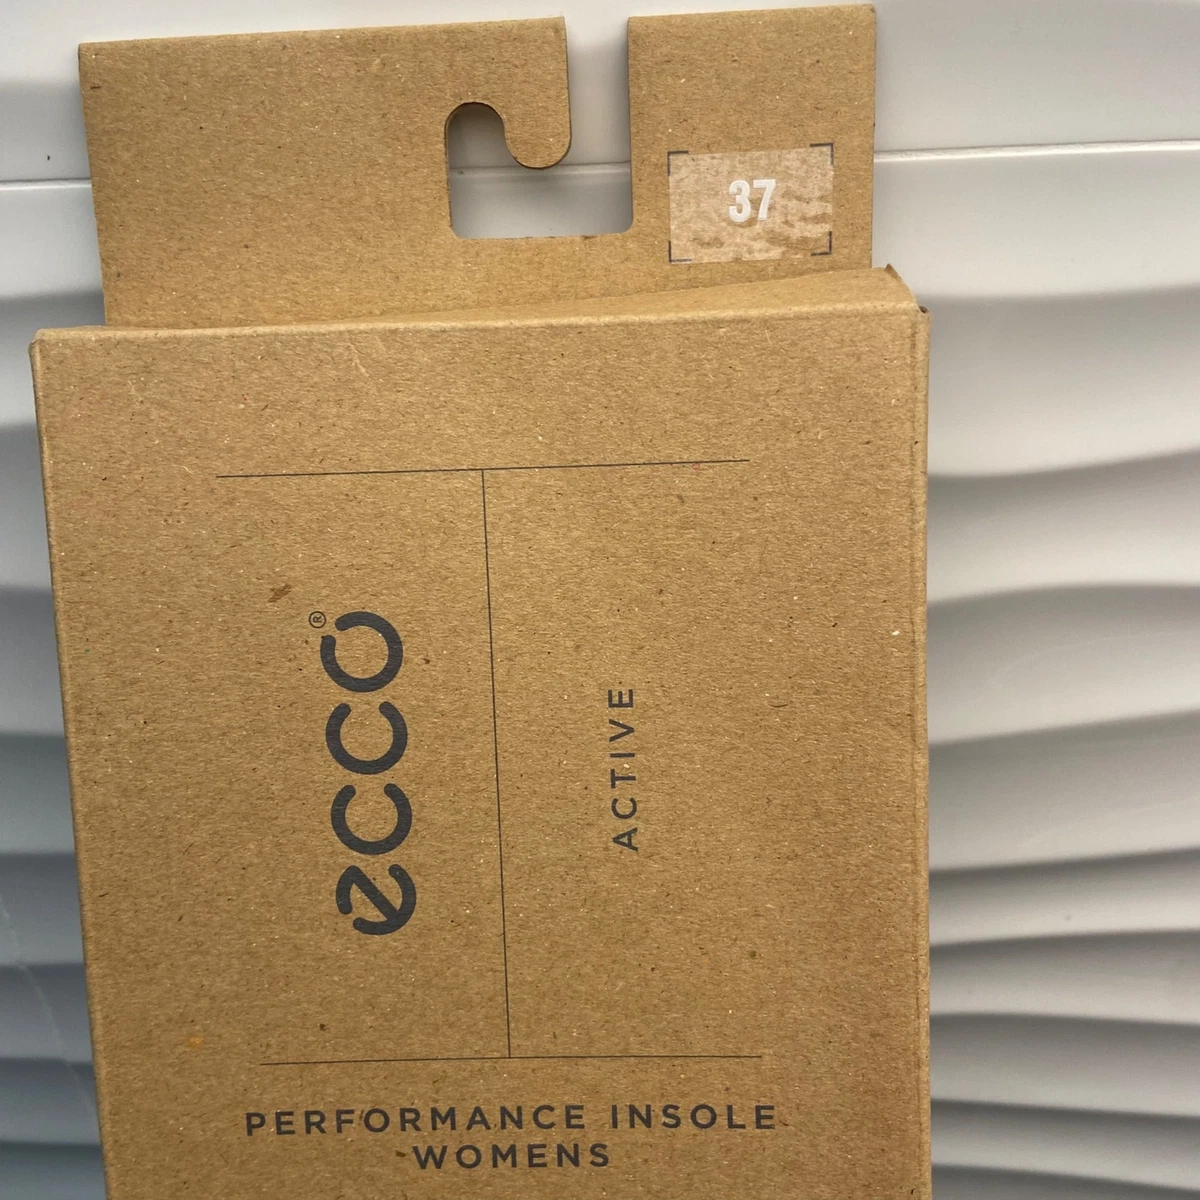 37
ecco®
ACTIVE
PERFORMANCE INSOLE
WOMENS